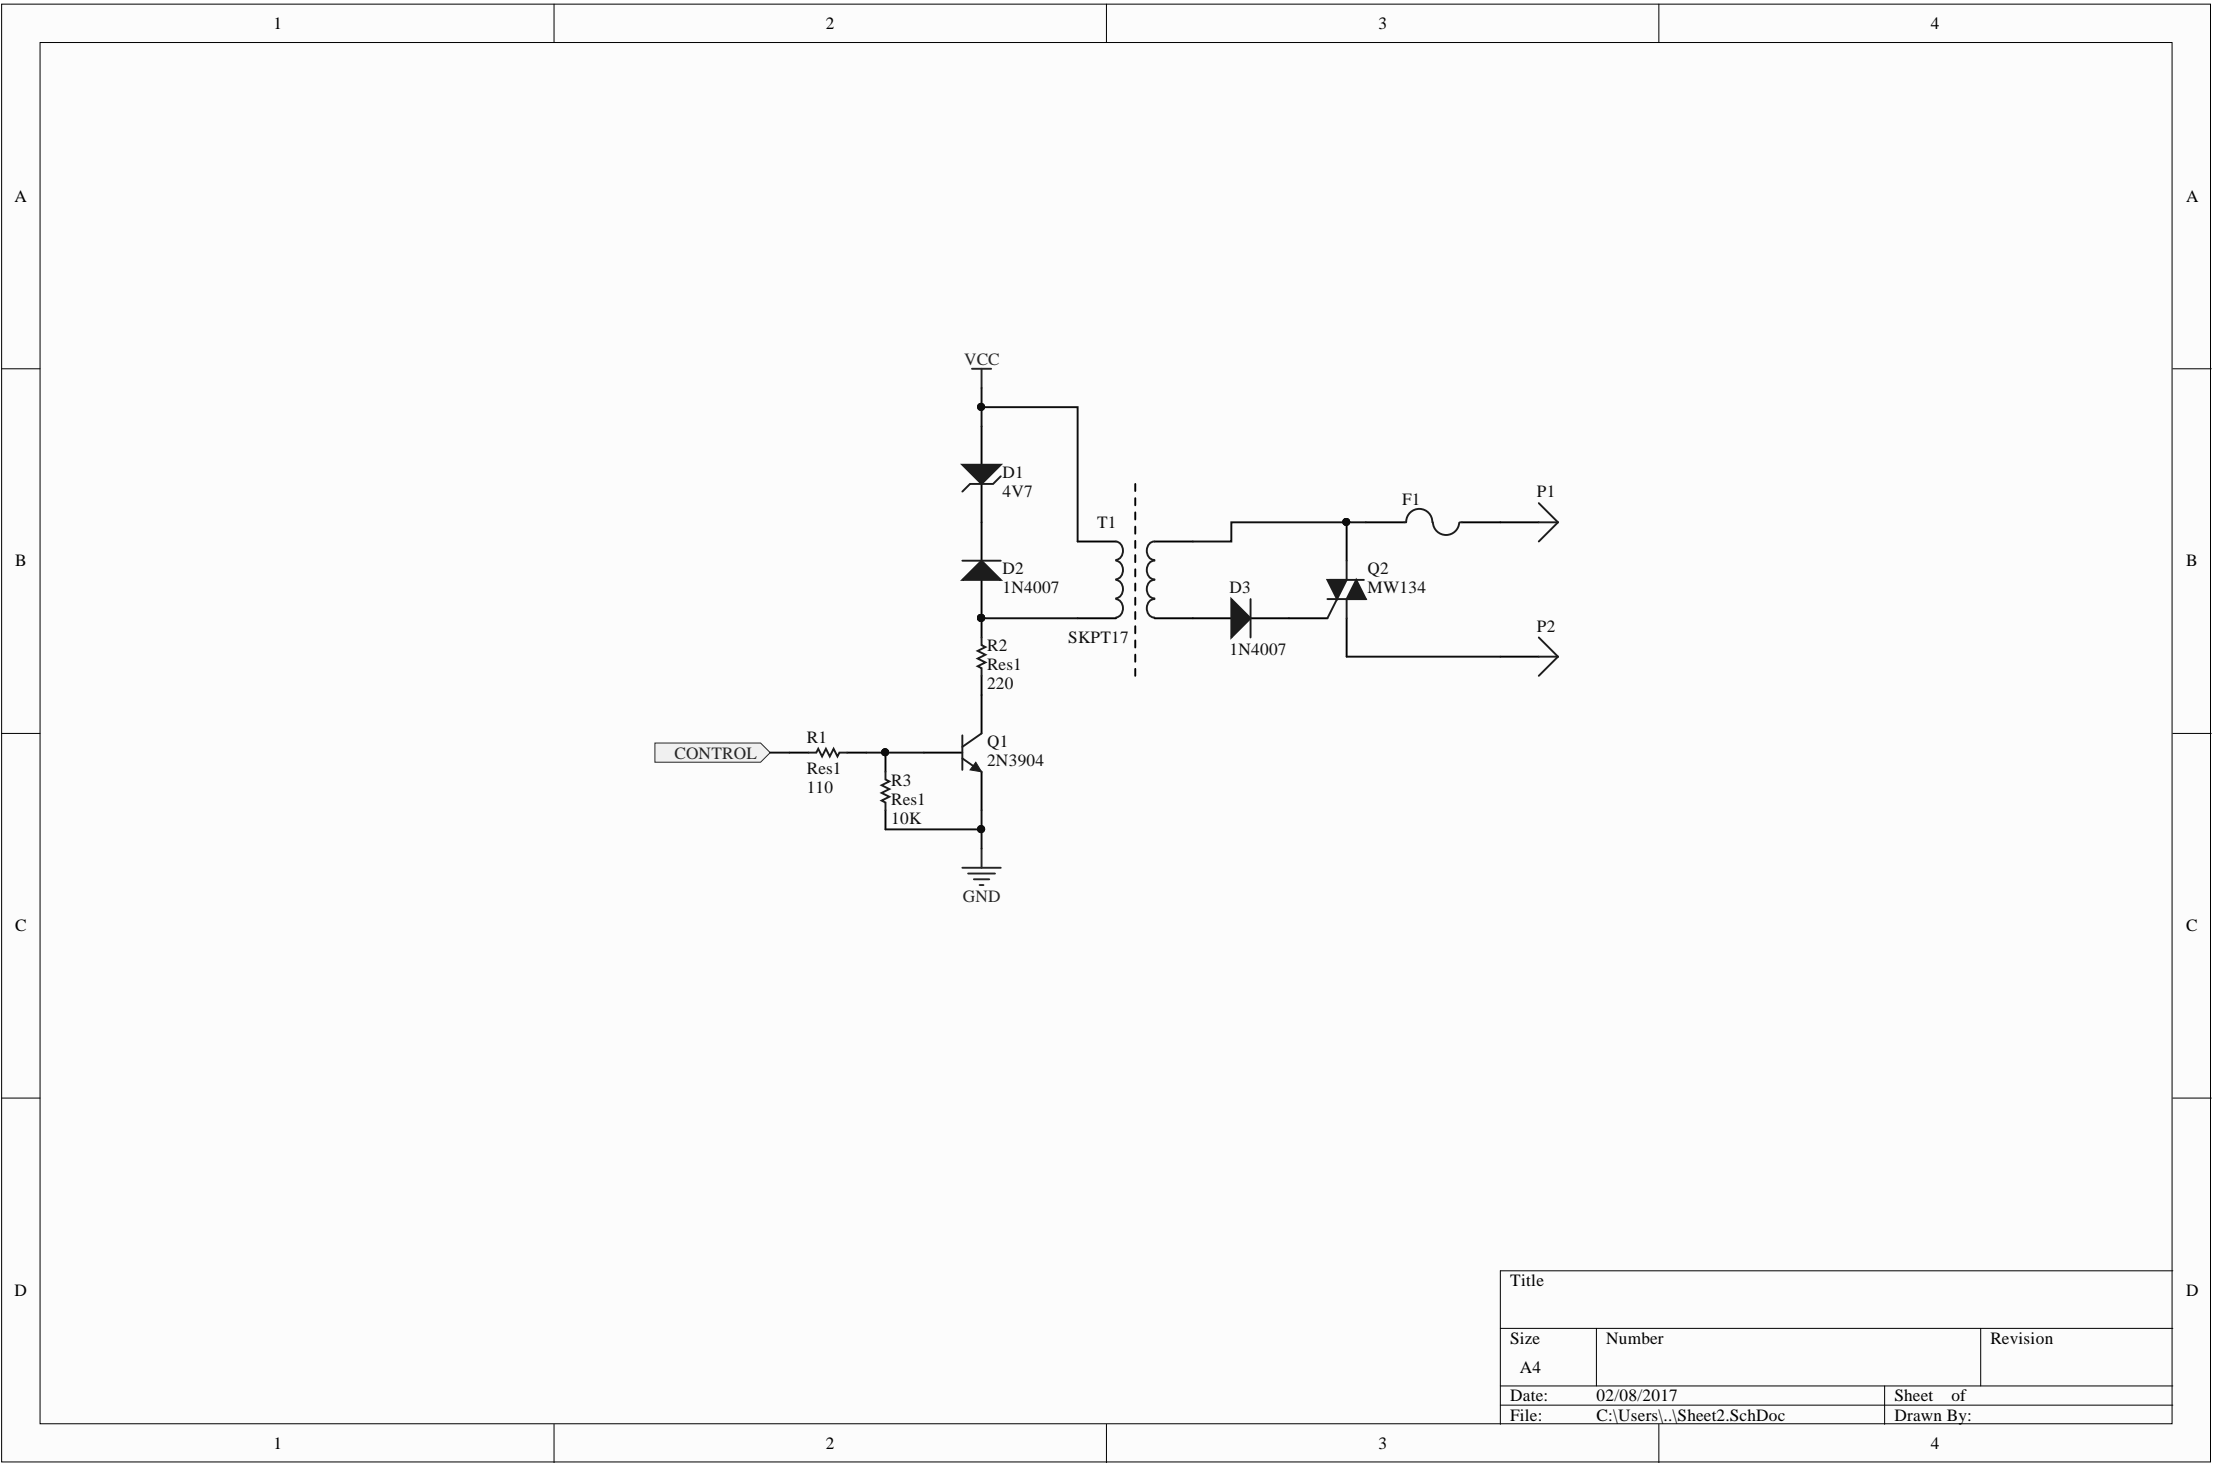 1 2 3 4
A A
VCC
D1
4V7
P1
F1
T1
B B
D2
1N4007
Q2
MW134
D3
P2
SKPT17
R2
Res1
220
1N4007
R1
Q1
2N3904
CONTROL
Res1
110
R3
Res1
10K
GND
C C
Title
D D
Size Number Revision
A4
Date: 02/08/2017 Sheet of
File: C:\Users\..\Sheet2.SchDoc Drawn By:
1 2 3 4